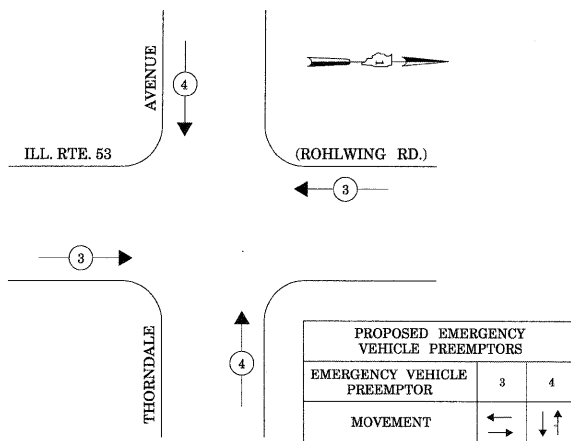 AVENUE
4
ILL. RTE. 53
(ROHLWING RD.)
3
3
4
THORNDALE
PROPOSED EMERGENCY
VEHICLE PREEMPTORS
EMERGENCY VEHICLE
PREEMPTOR
3
4
MOVEMENT